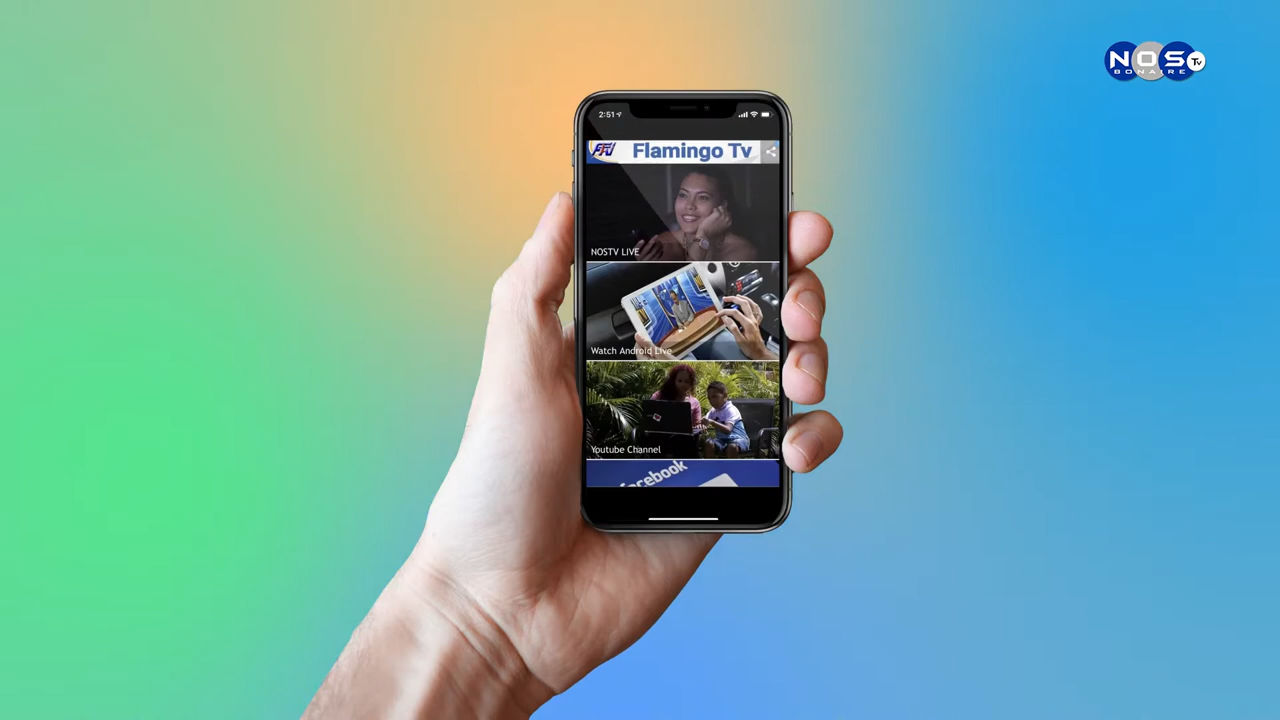 NOS Tv
BONAIRE
2:51
FTV Flamingo Tv
NOSTV LIVE
Watch Android Live
Youtube Channel
facebook